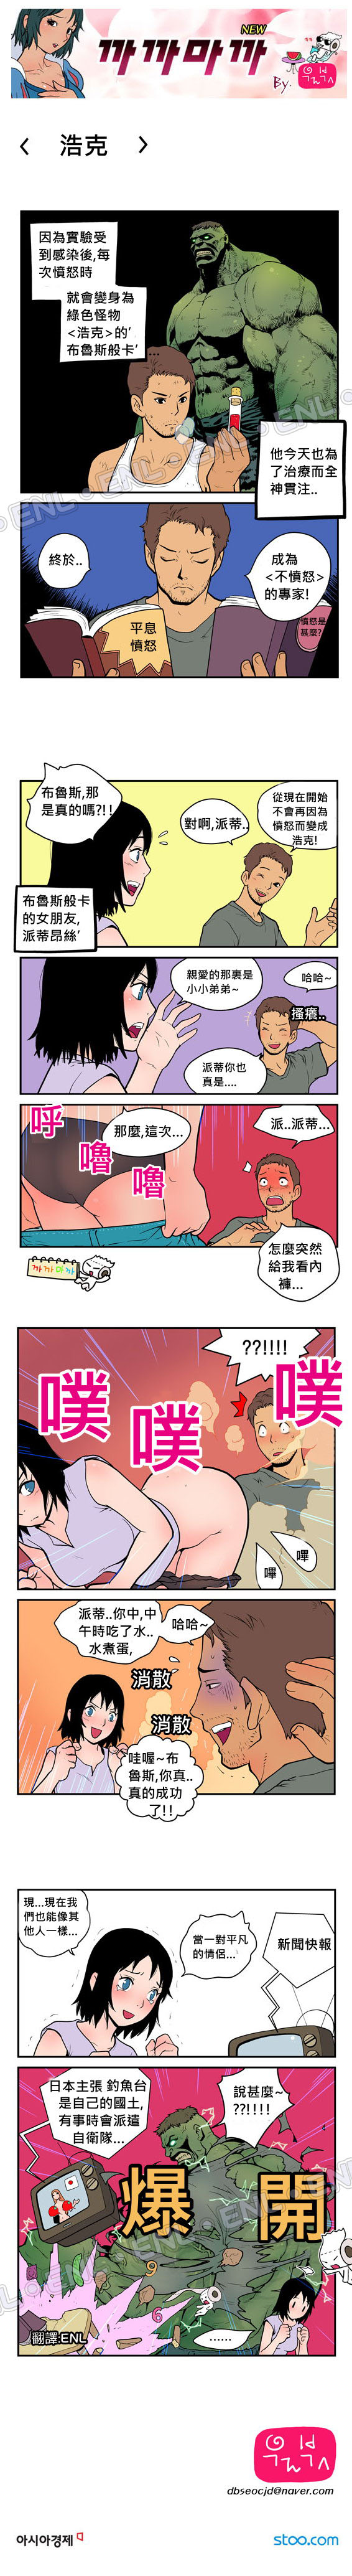 NEW
까까마까
By.
浩克
因為實驗受
到感染後,每
次憤怒時
就會變身為
綠色怪物
<浩克>的'
布魯斯般卡'...
他今天也為
了治療而全
神貫注..
終於..
成為
<不憤怒>
的專家!
平息
憤怒
憤怒是
甚麼?
布魯斯,那
是真的嗎?!!
對啊,派蒂..
從現在開始
不會再因為
憤怒而變成
浩克!
布魯斯般卡
的女朋友,
派蒂昂絲'
親愛的那裏是
小小弟弟~
哈哈~
搔癢..
派蒂你也
真是....
呼
嚕
嚕
那麼,這次...
派..派蒂...
怎麼突然
給我看內
褲...
까까마까
??!!!!
噗
噗
噗
嗶
嗶
派蒂..你中,中
午時吃了水..
水煮蛋,
哈哈~
消散
消散
哇喔~布
魯斯,你真..
真的成功
了!!
現...現在我
們也能像其
他人一樣...
當一對平凡
的情侶...
新聞快報
日本主張 釣魚台
是自己的國土,
有事時會派遣
自衛隊...
說甚麼~
??!!!!
爆 開
9
6
......
翻譯:ENL
ENL
dbseocjd@naver.com
아시아경제
stoo.com